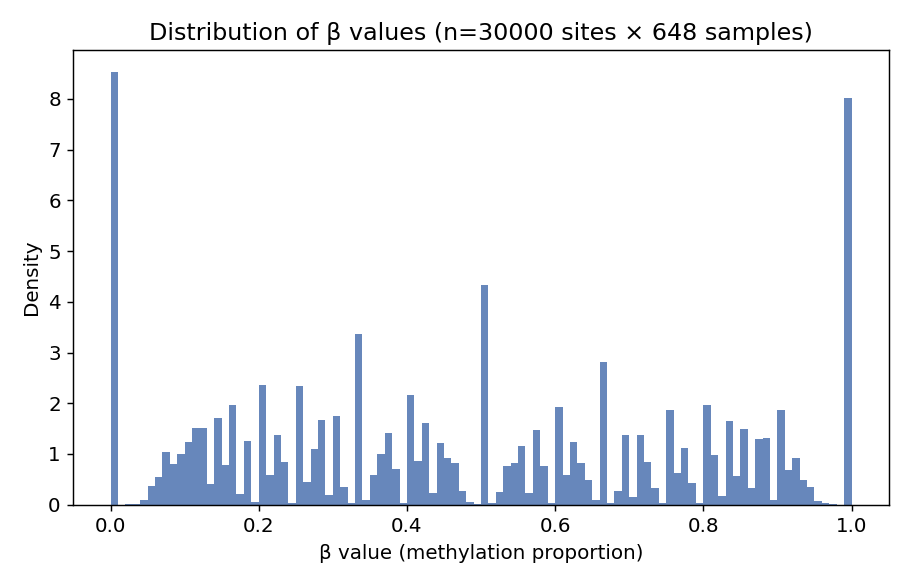 Distribution of β values (n=30000 sites × 648 samples)
Density
8
7
6
5
4
3
2
1
0
0.0 0.2 0.4 0.6 0.8 1.0
β value (methylation proportion)